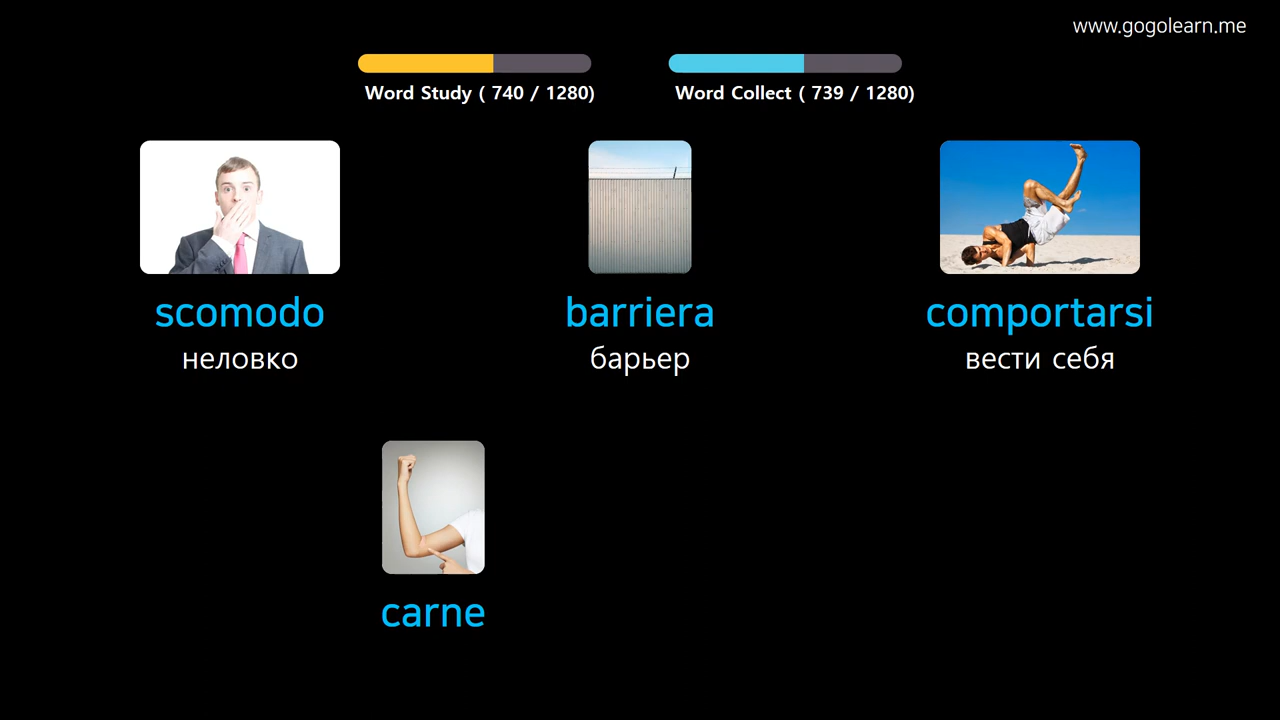 www.gogolearn.me
Word Study ( 740 / 1280)
Word Collect ( 739 / 1280)
scomodo
неловко
barriera
барьер
comportarsi
вести себя
carne